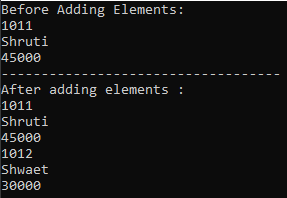 Before Adding Elements:
1011
Shruti
45000
-----------------------------------
After adding elements :
1011
Shruti
45000
1012
Shwaet
30000